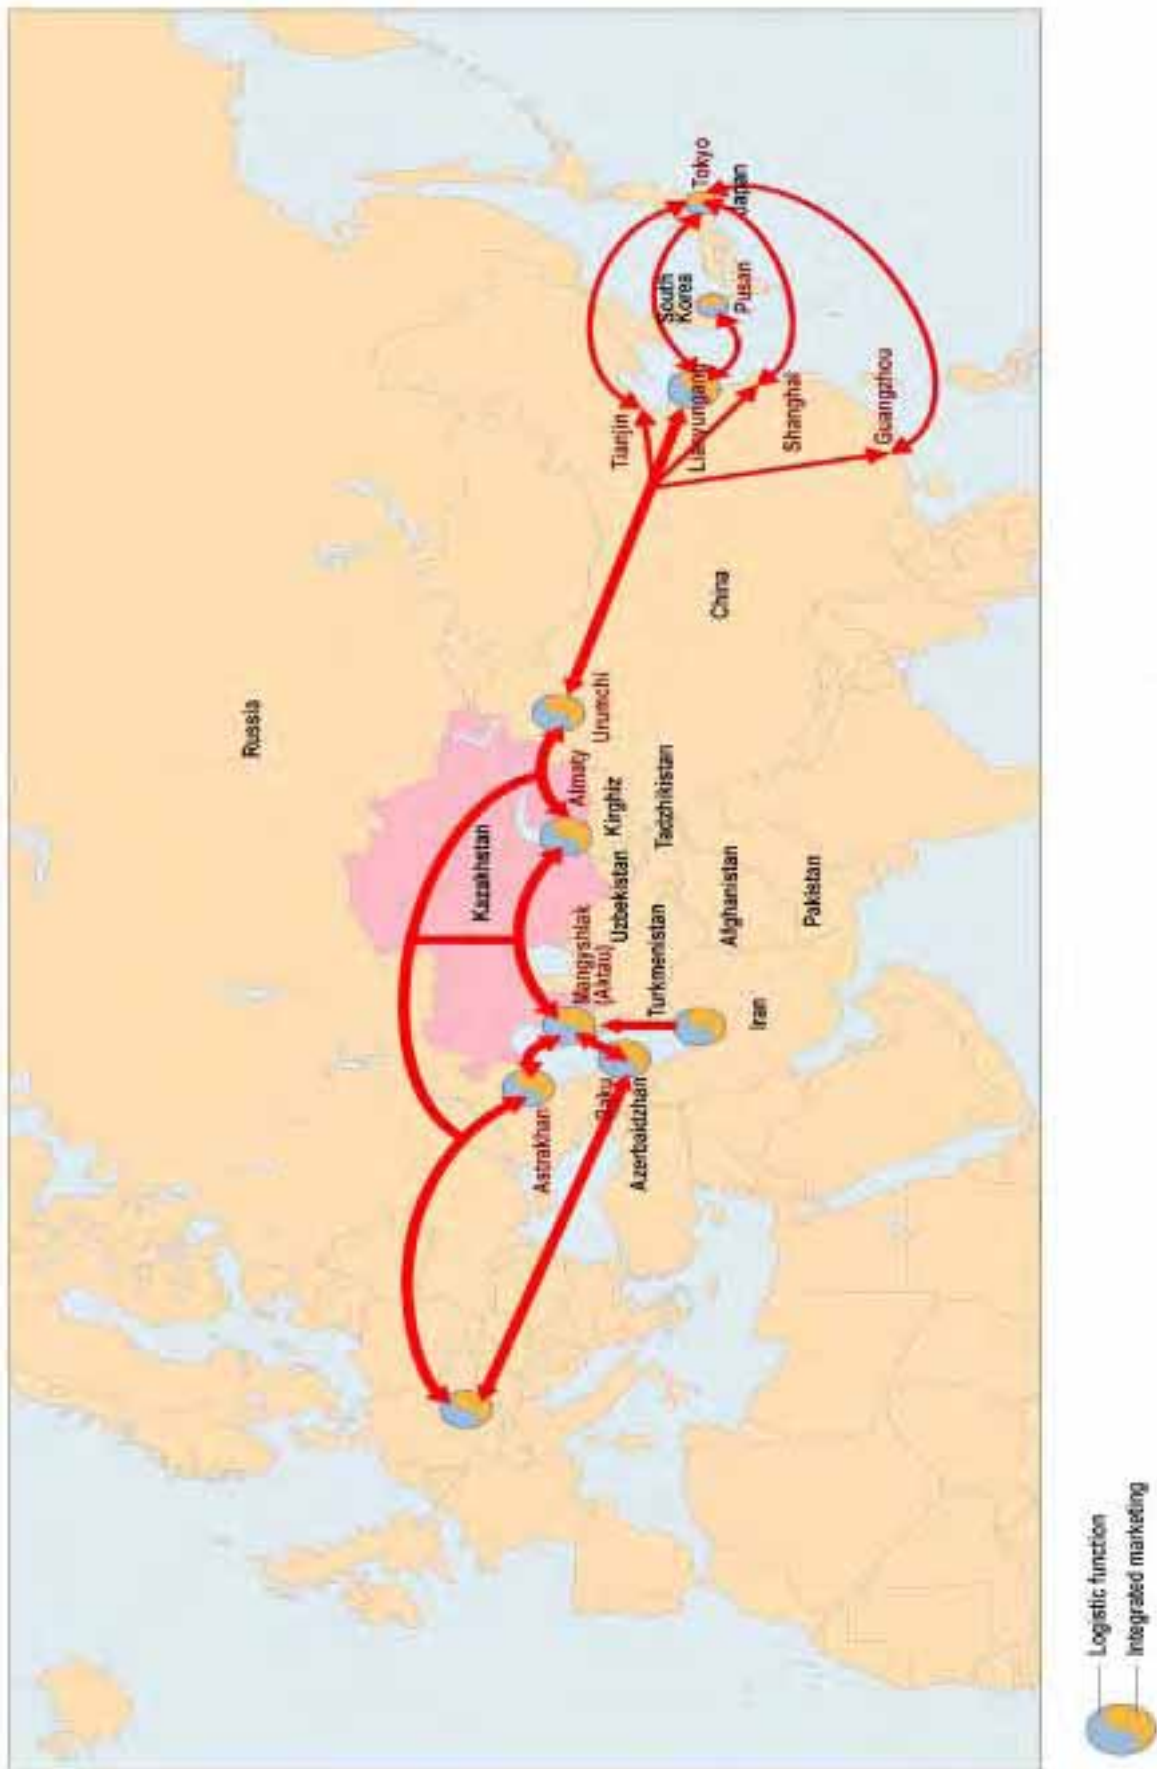 Russia
Kazakhstan
Tokyo
Japan
South
Korea
Pusan
Tianjin
Lianyungang
Shanghai
Guangzhou
China
Urumchi
Almaty
Kirghiz
Tadzhikistan
Uzbekistan
Mangyshlak
(Aktau)
Turkmenistan
Afghanistan
Pakistan
Iran
Astrakhan
Baku
Azerbaidzhan
Logistic function
Integrated marketing